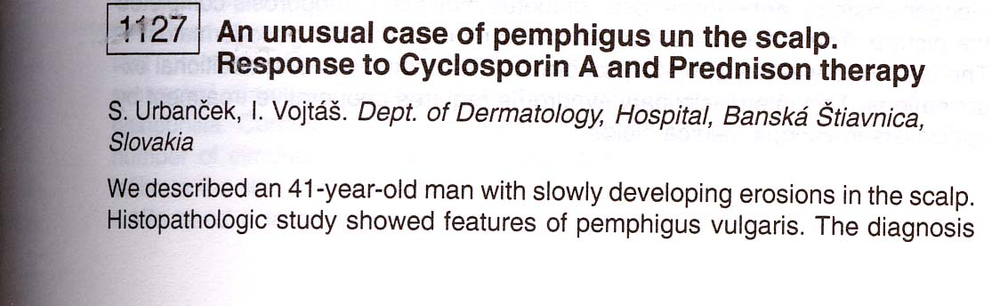 1127 An unusual case of pemphigus un the scalp.
Response to Cyclosporin A and Prednison therapy
S. Urbanček, I. Vojtáš. Dept. of Dermatology, Hospital, Banská Štiavnica,
Slovakia
We described an 41-year-old man with slowly developing erosions in the scalp.
Histopathologic study showed features of pemphigus vulgaris. The diagnosis